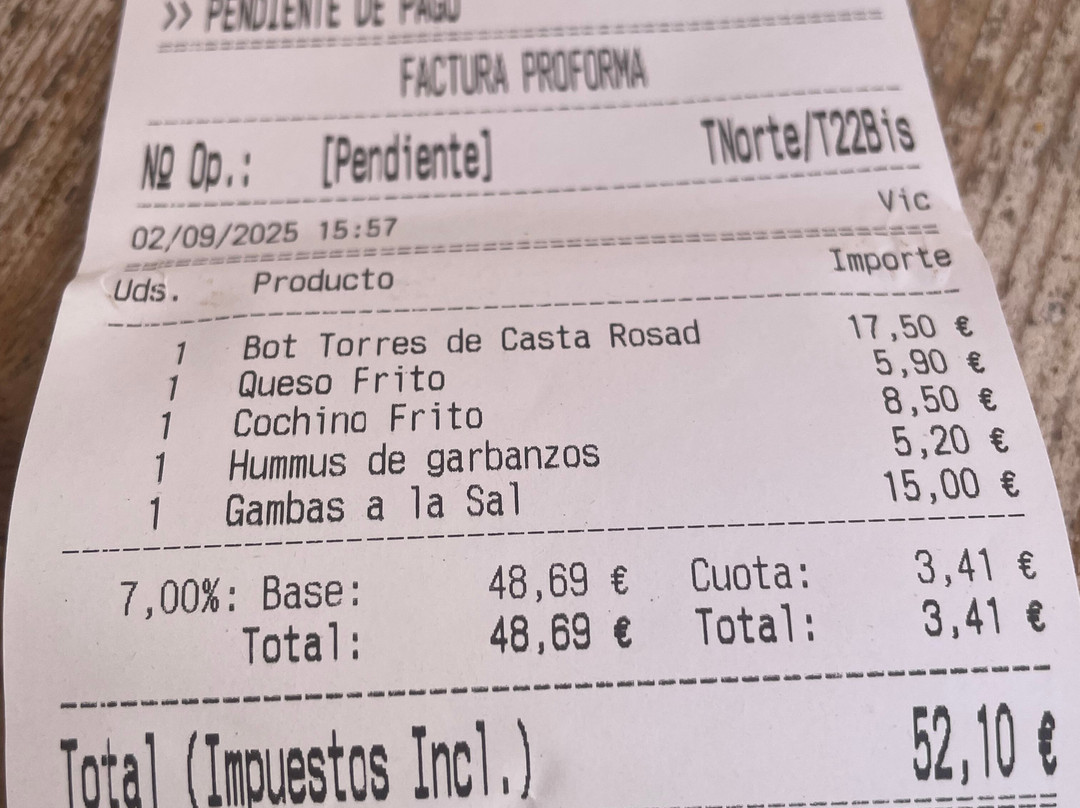 >> PENDIENTE DE PAGO
FACTURA PROFORMA
Nº Op.: [Pendiente] TNorte/T22Bis
Vic
02/09/2025 15:57
Uds. Producto Importe
1 Bot Torres de Casta Rosad 17,50 €
1 Queso Frito 5,90 €
1 Cochino Frito 8,50 €
1 Hummus de garbanzos 5,20 €
1 Gambas a la Sal 15,00 €
7,00%: Base: 48,69 € Cuota: 3,41 €
Total: 48,69 € Total: 3,41 €
Total (Impuestos Incl.) 52,10 €